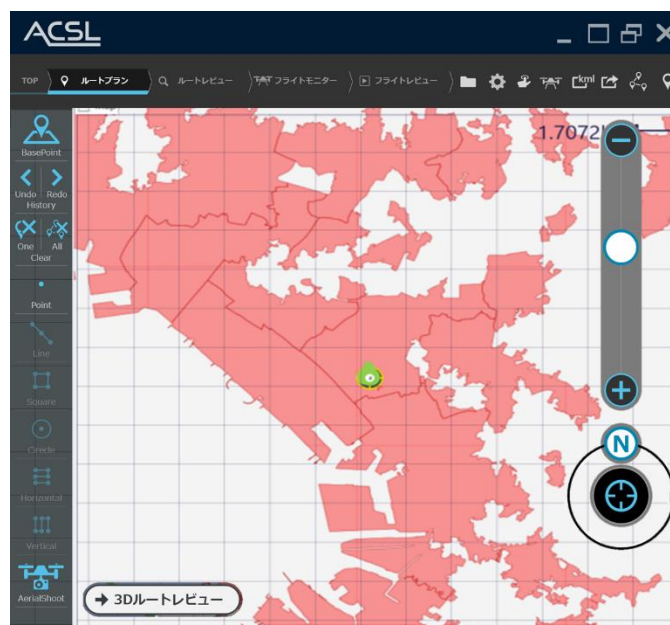 ACSL
TOP ルートプラン ルートレビュー フライトモニター フライトレビュー kml
1.7072
BasePoint
Undo Redo
History
One All
Clear
Point
Line
Square
Circle
Horizontal
Vertical
AerialShoot
N
3Dルートレビュー